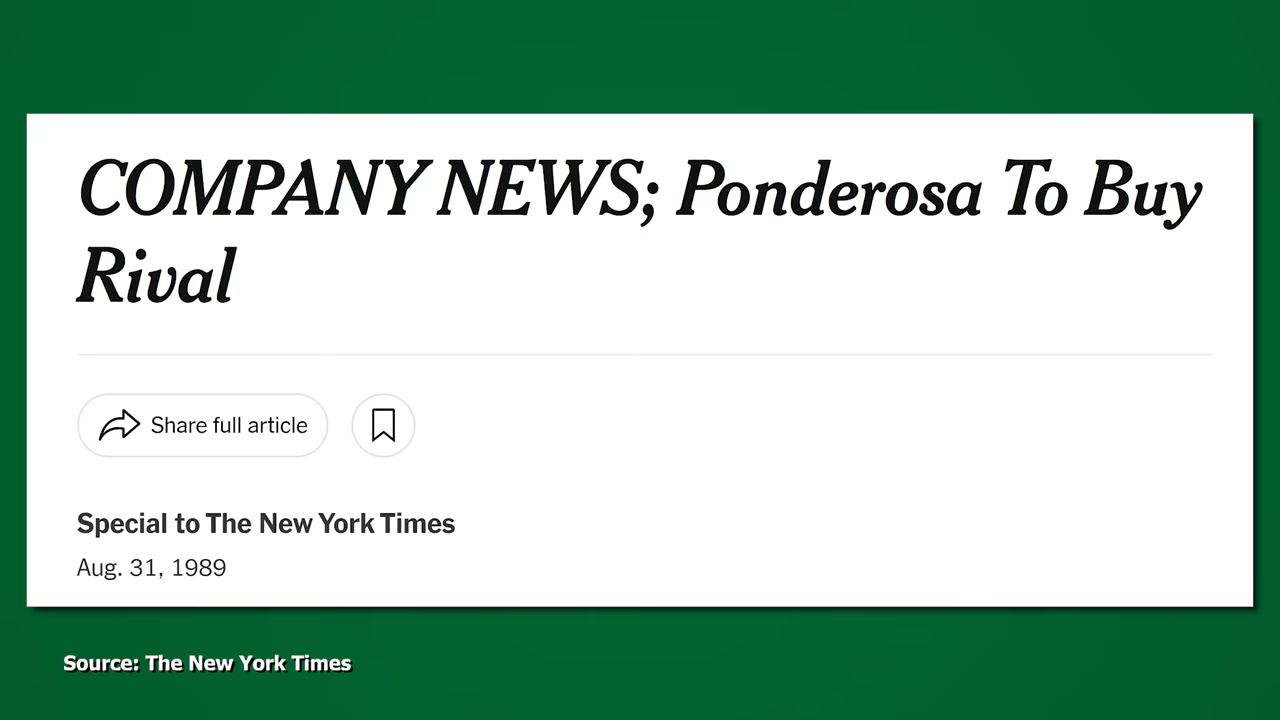 COMPANY NEWS; Ponderosa To Buy
Rival
Share full article
Special to The New York Times
Aug. 31, 1989
Source: The New York Times